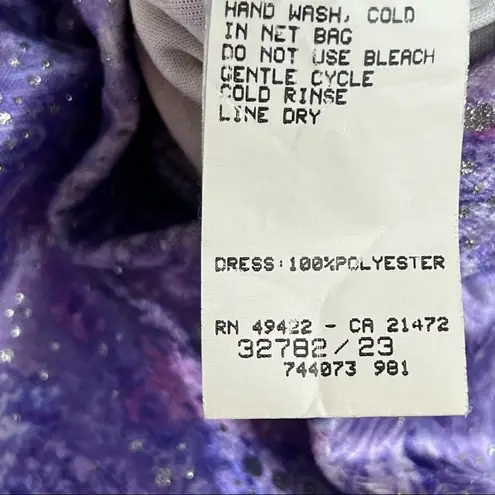 HAND WASH, COLD
IN NET BAG
DO NOT USE BLEACH
GENTLE CYCLE
COLD RINSE
LINE DRY
DRESS:100%POLYESTER
RN 49422 - CA 21472
32782/23
744073 981